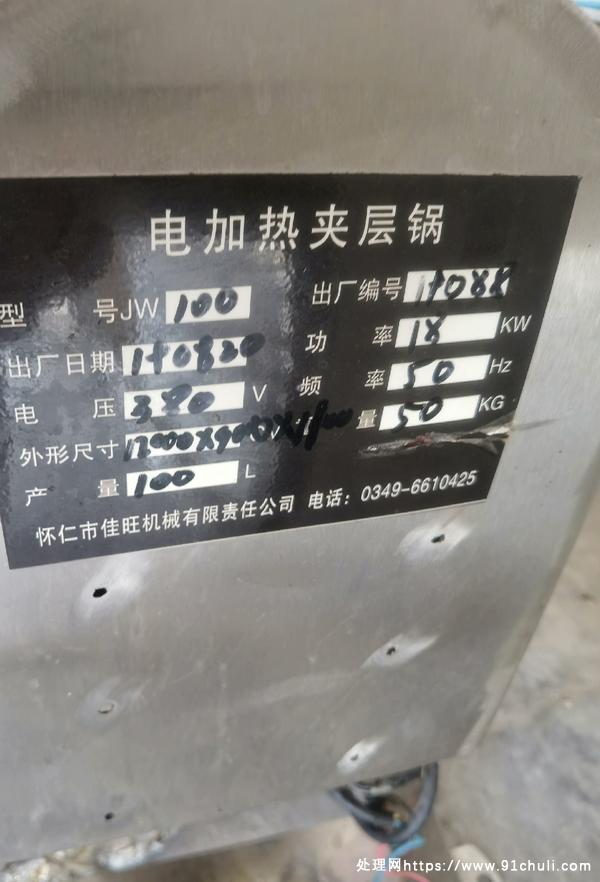 电加热夹层锅
型 号JW 100 出厂编号
出厂日期 功 率 18 KW
电 压 380 V 频 率 50 Hz
外形尺寸 量 50 KG
产 量 100 L
怀仁市佳旺机械有限责任公司 电话：0349-6610425
处理网https://www.91chuli.com